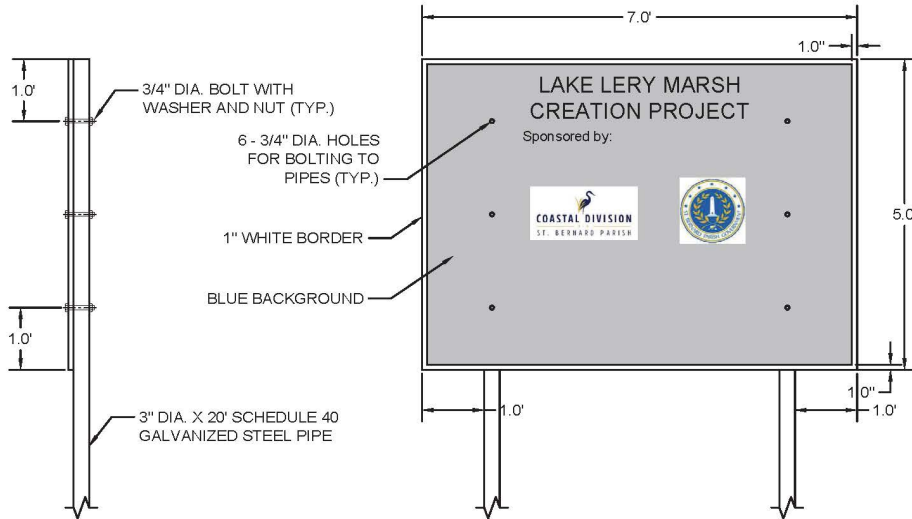 7.0'
1.0"
1.0'
3/4" DIA. BOLT WITH
WASHER AND NUT (TYP.)
LAKE LERY MARSH
CREATION PROJECT
6 - 3/4" DIA. HOLES
FOR BOLTING TO
PIPES (TYP.)
Sponsored by:
COASTAL DIVISION
ST. BERNARD PARISH
5.0'
1" WHITE BORDER
BLUE BACKGROUND
1.0'
1.0"
1.0'
1.0'
3" DIA. X 20' SCHEDULE 40
GALVANIZED STEEL PIPE